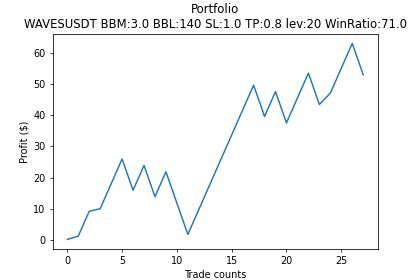 Portfolio
WAVESUSDT BBM:3.0 BBL:140 SL:1.0 TP:0.8 lev:20 WinRatio:71.0
Profit ($)
60
50
40
30
20
10
0
0 5 10 15 20 25
Trade counts